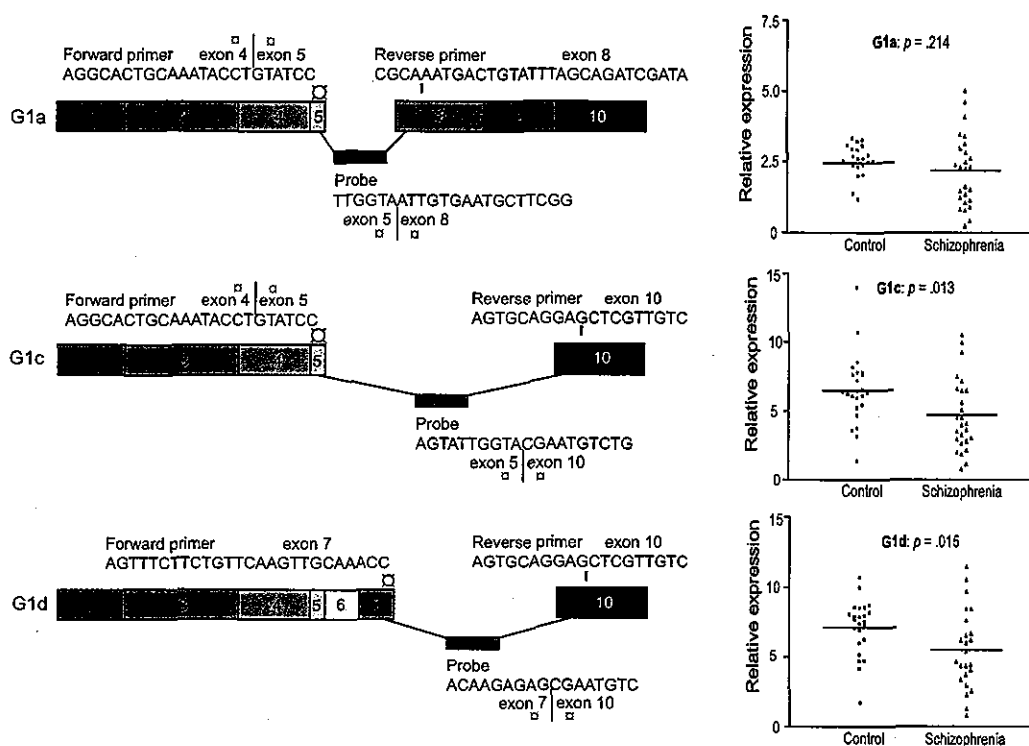 Forward primer exon 4 ¤ ¤ exon 5
AGGCACTGCAAATACCTGTATCC
Reverse primer exon 8
CGCAAATGACTGTATTTAGCAGATCGATA
G1a
5
10
Probe
TTGGTAATTGTGAATGCTTCGG
exon 5 exon 8
¤ ¤
7.5
5.0
2.5
0
Relative expression
G1a: p = .214
Control Schizophrenia
Forward primer exon 4 ¤ ¤ exon 5
AGGCACTGCAAATACCTGTATCC
Reverse primer exon 10
AGTGCAGGAGCTCGTTGTC
G1c
5
10
Probe
AGTATTGGTACGAATGTCTG
exon 5 exon 10
¤ ¤
15
10
5
0
Relative expression
G1c: p = .013
Control Schizophrenia
Forward primer exon 7
AGTTTCTTCTGTTCAAGTTGCAAACC
Reverse primer exon 10
AGTGCAGGAGCTCGTTGTC
G1d
5 6
10
Probe
ACAAGAGAGCGAATGTC
exon 7 exon 10
¤ ¤
15
10
5
0
Relative expression
G1d: p = .015
Control Schizophrenia